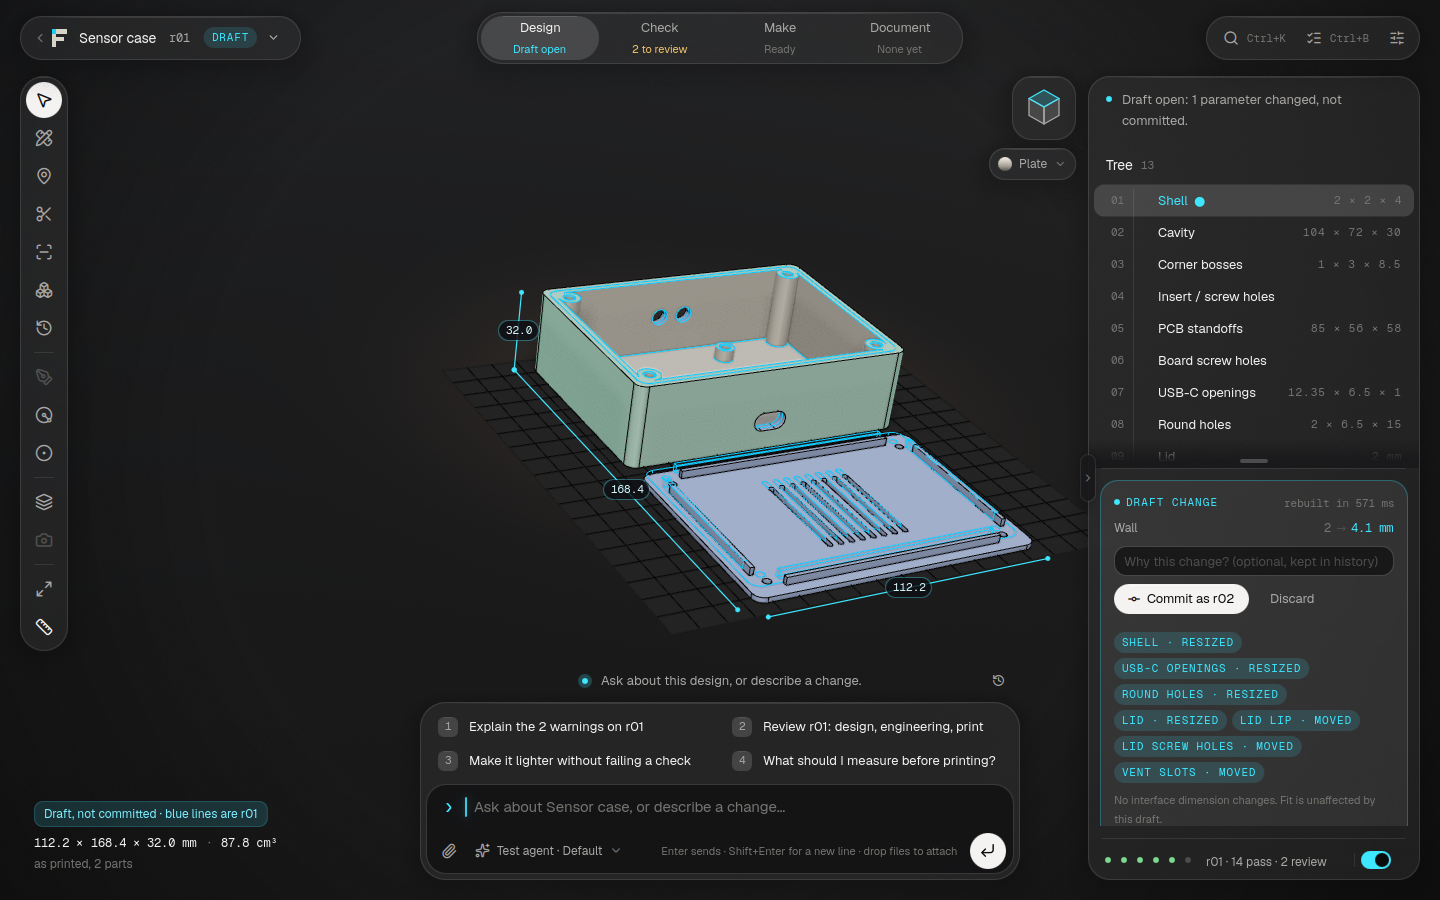 Sensor case r01 DRAFT
Design
Draft open
Check
2 to review
Make
Ready
Document
None yet
Ctrl+K
Ctrl+B
Plate
Draft open: 1 parameter changed, not
committed.
Tree 13
01 Shell 2 × 2 × 4
02 Cavity 104 × 72 × 30
03 Corner bosses 1 × 3 × 8.5
04 Insert / screw holes
05 PCB standoffs 85 × 56 × 58
06 Board screw holes
07 USB-C openings 12.35 × 6.5 × 1
08 Round holes 2 × 6.5 × 15
09 Lid 2 mm
32.0
168.4
112.2
DRAFT CHANGE rebuilt in 571 ms
Wall 2 → 4.1 mm
Why this change? (optional, kept in history)
Commit as r02 Discard
SHELL · RESIZED
USB-C OPENINGS · RESIZED
ROUND HOLES · RESIZED
LID · RESIZED LID LIP · MOVED
LID SCREW HOLES · MOVED
VENT SLOTS · MOVED
No interface dimension changes. Fit is unaffected by
this draft.
r01 · 14 pass · 2 review
Ask about this design, or describe a change.
1 Explain the 2 warnings on r01
2 Review r01: design, engineering, print
3 Make it lighter without failing a check
4 What should I measure before printing?
Ask about Sensor case, or describe a change…
Test agent · Default
Enter sends · Shift+Enter for a new line · drop files to attach
Draft, not committed · blue lines are r01
112.2 × 168.4 × 32.0 mm · 87.8 cm³
as printed, 2 parts